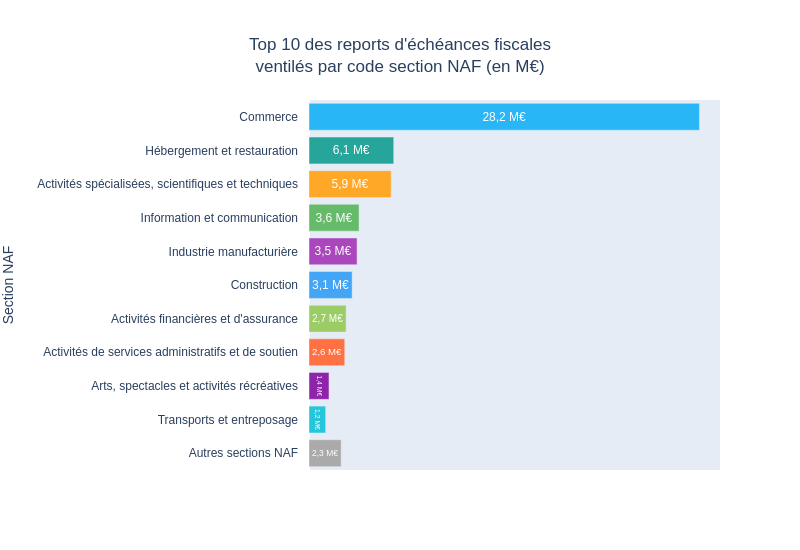 Top 10 des reports d'échéances fiscales
ventilés par code section NAF (en M€)
Section NAF
Commerce 28,2 M€
Hébergement et restauration 6,1 M€
Activités spécialisées, scientifiques et techniques 5,9 M€
Information et communication 3,6 M€
Industrie manufacturière 3,5 M€
Construction 3,1 M€
Activités financières et d'assurance 2,7 M€
Activités de services administratifs et de soutien 2,6 M€
Arts, spectacles et activités récréatives 1,4 M€
Transports et entreposage 1,2 M€
Autres sections NAF 2,3 M€